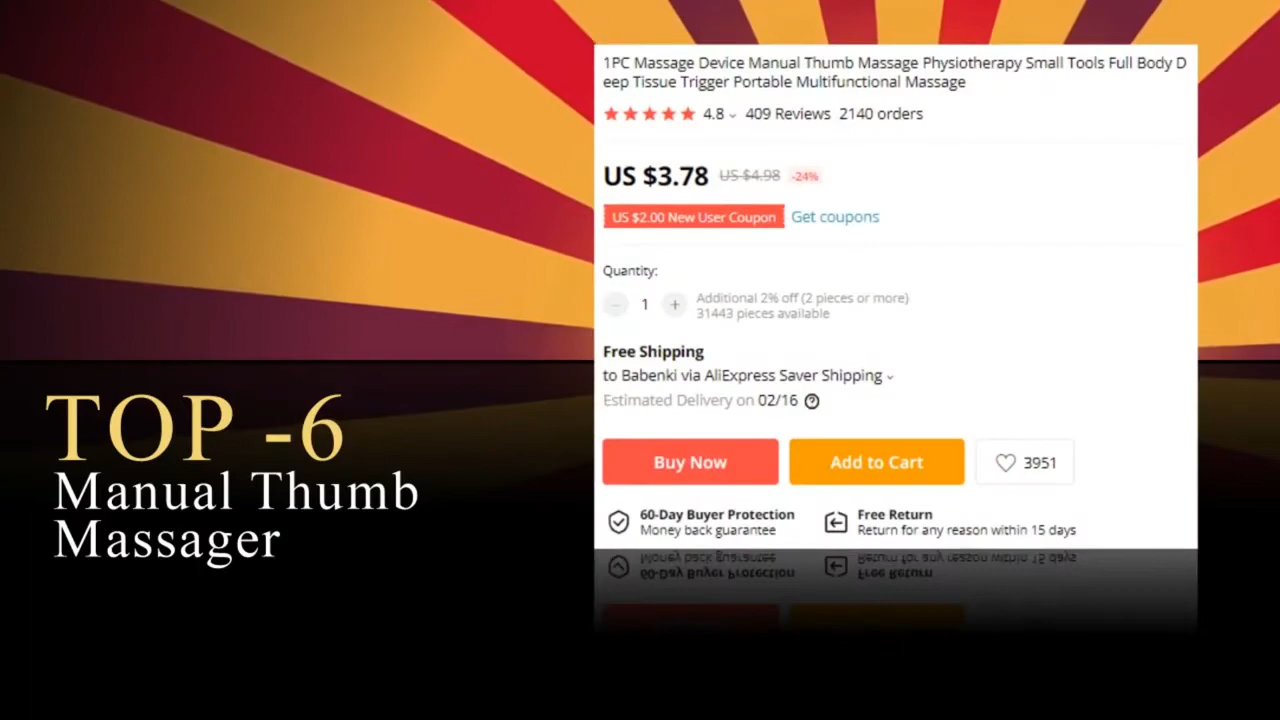 1PC Massage Device Manual Thumb Massage Physiotherapy Small Tools Full Body D
eep Tissue Trigger Portable Multifunctional Massage
4.8 409 Reviews 2140 orders
US $3.78 US $4.98 -24%
US $2.00 New User Coupon Get coupons
Quantity:
1
Additional 2% off (2 pieces or more)
31443 pieces available
Free Shipping
to Babenki via AliExpress Saver Shipping
Estimated Delivery on 02/16
Buy Now Add to Cart 3951
60-Day Buyer Protection
Money back guarantee
Free Return
Return for any reason within 15 days
TOP -6
Manual Thumb
Massager